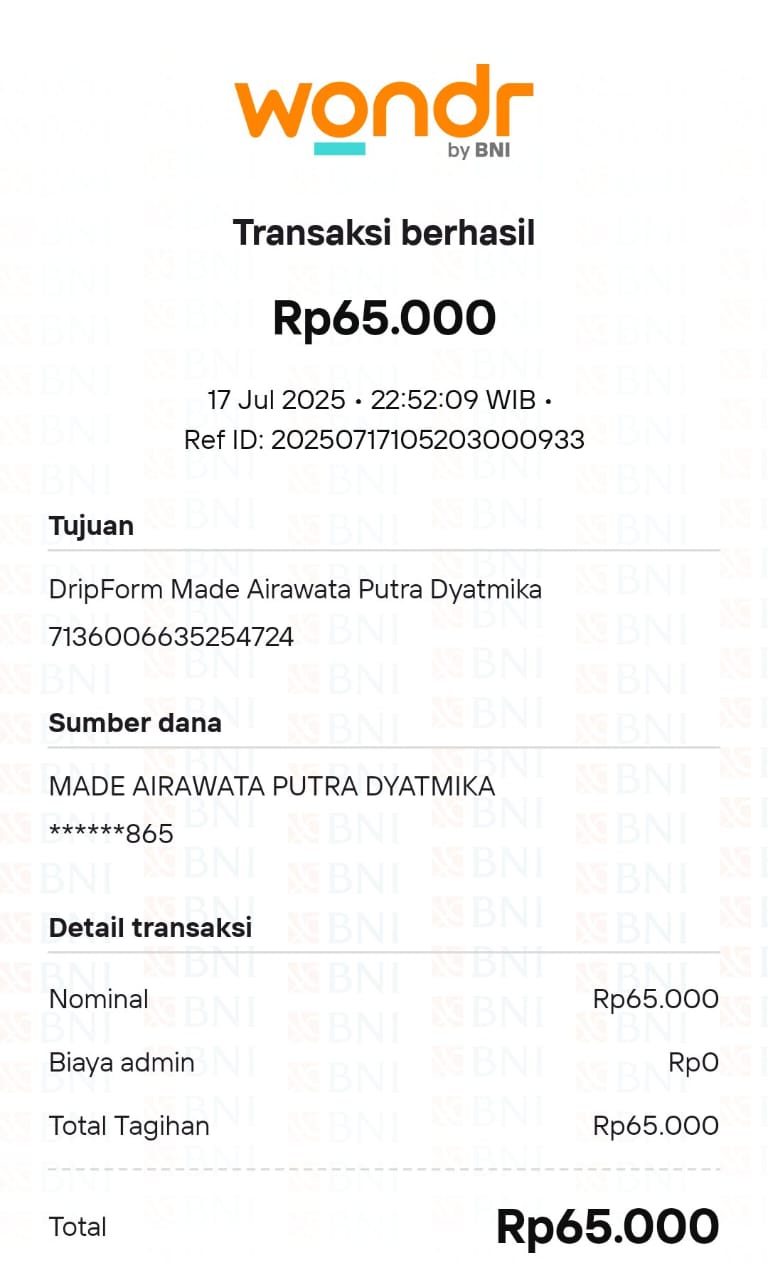 wondr
by BNI
Transaksi berhasil
Rp65.000
17 Jul 2025 • 22:52:09 WIB •
Ref ID: 20250717105203000933
Tujuan
DripForm Made Airawata Putra Dyatmika
7136006635254724
Sumber dana
MADE AIRAWATA PUTRA DYATMIKA
******865
Detail transaksi
Nominal Rp65.000
Biaya admin Rp0
Total Tagihan Rp65.000
Total Rp65.000